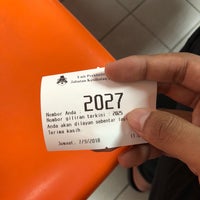 Jabatan Kesihatan
Nombor Anda :
2027
Nombor giliran terkini : 2025
Anda akan dilayan sebentar lagi
Terima kasih
Jumaat, 7/9/2018